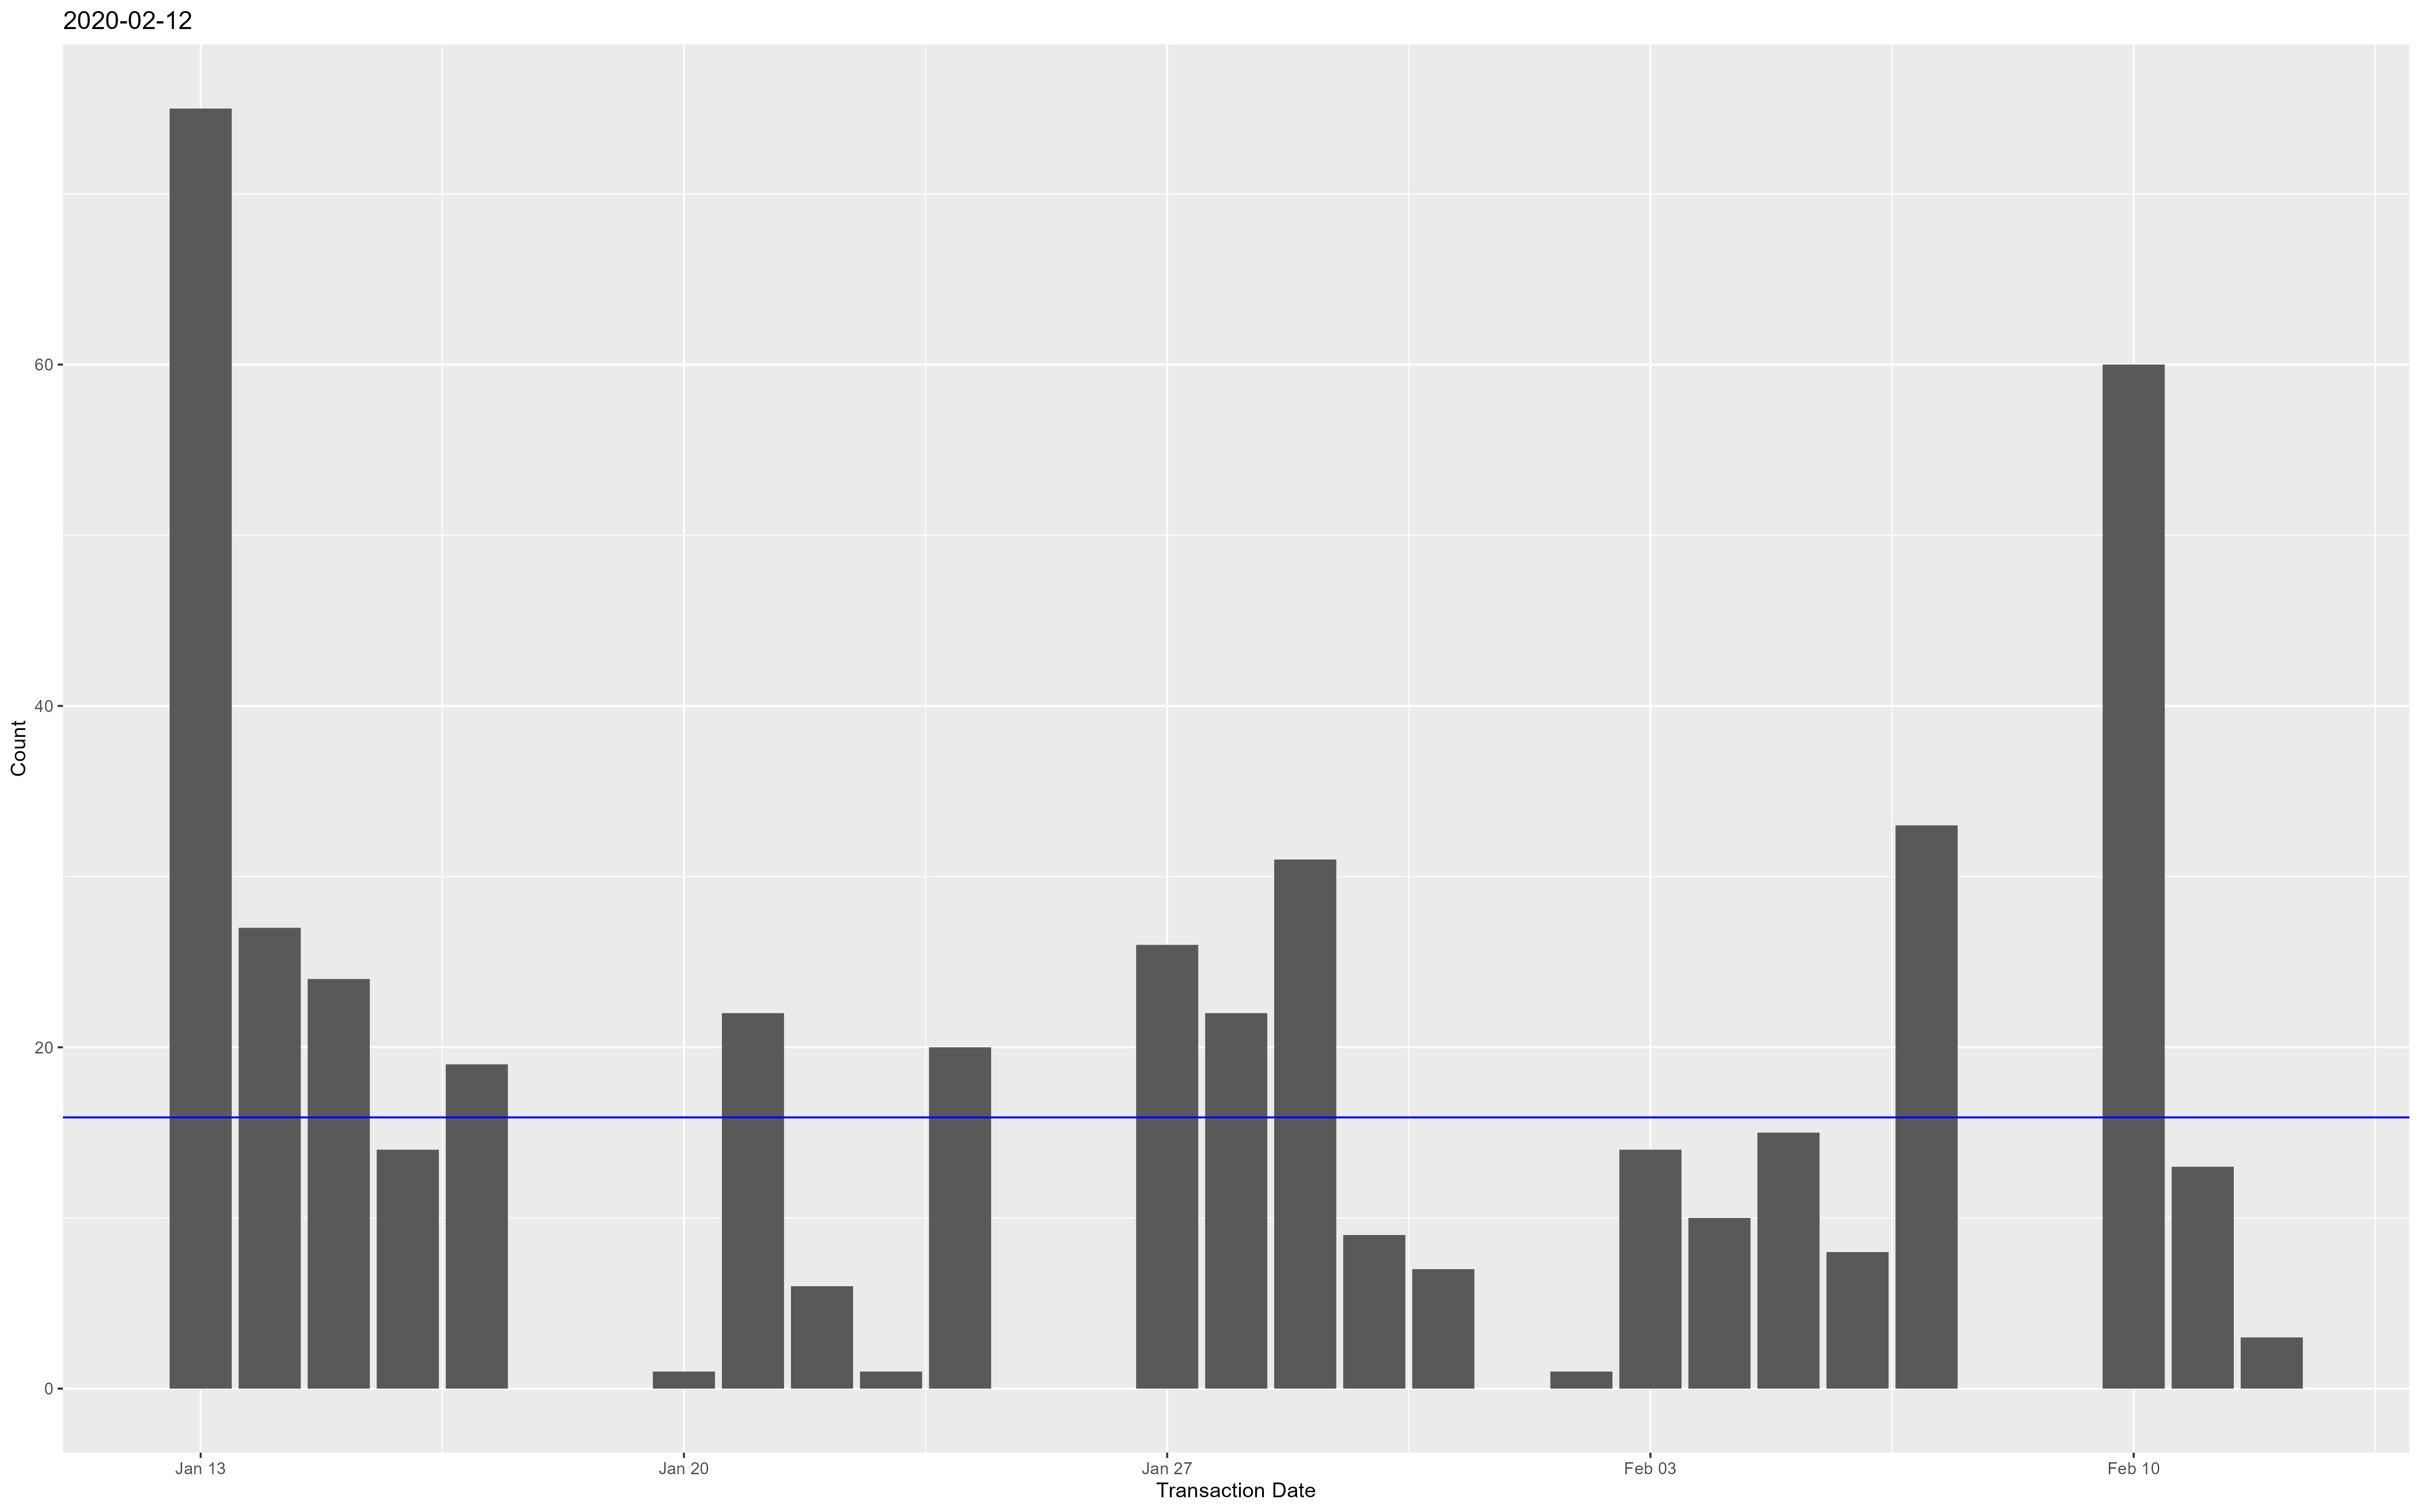 2020-02-12
60
40
20
0
Count
Jan 13
Jan 20
Jan 27
Feb 03
Feb 10
Transaction Date